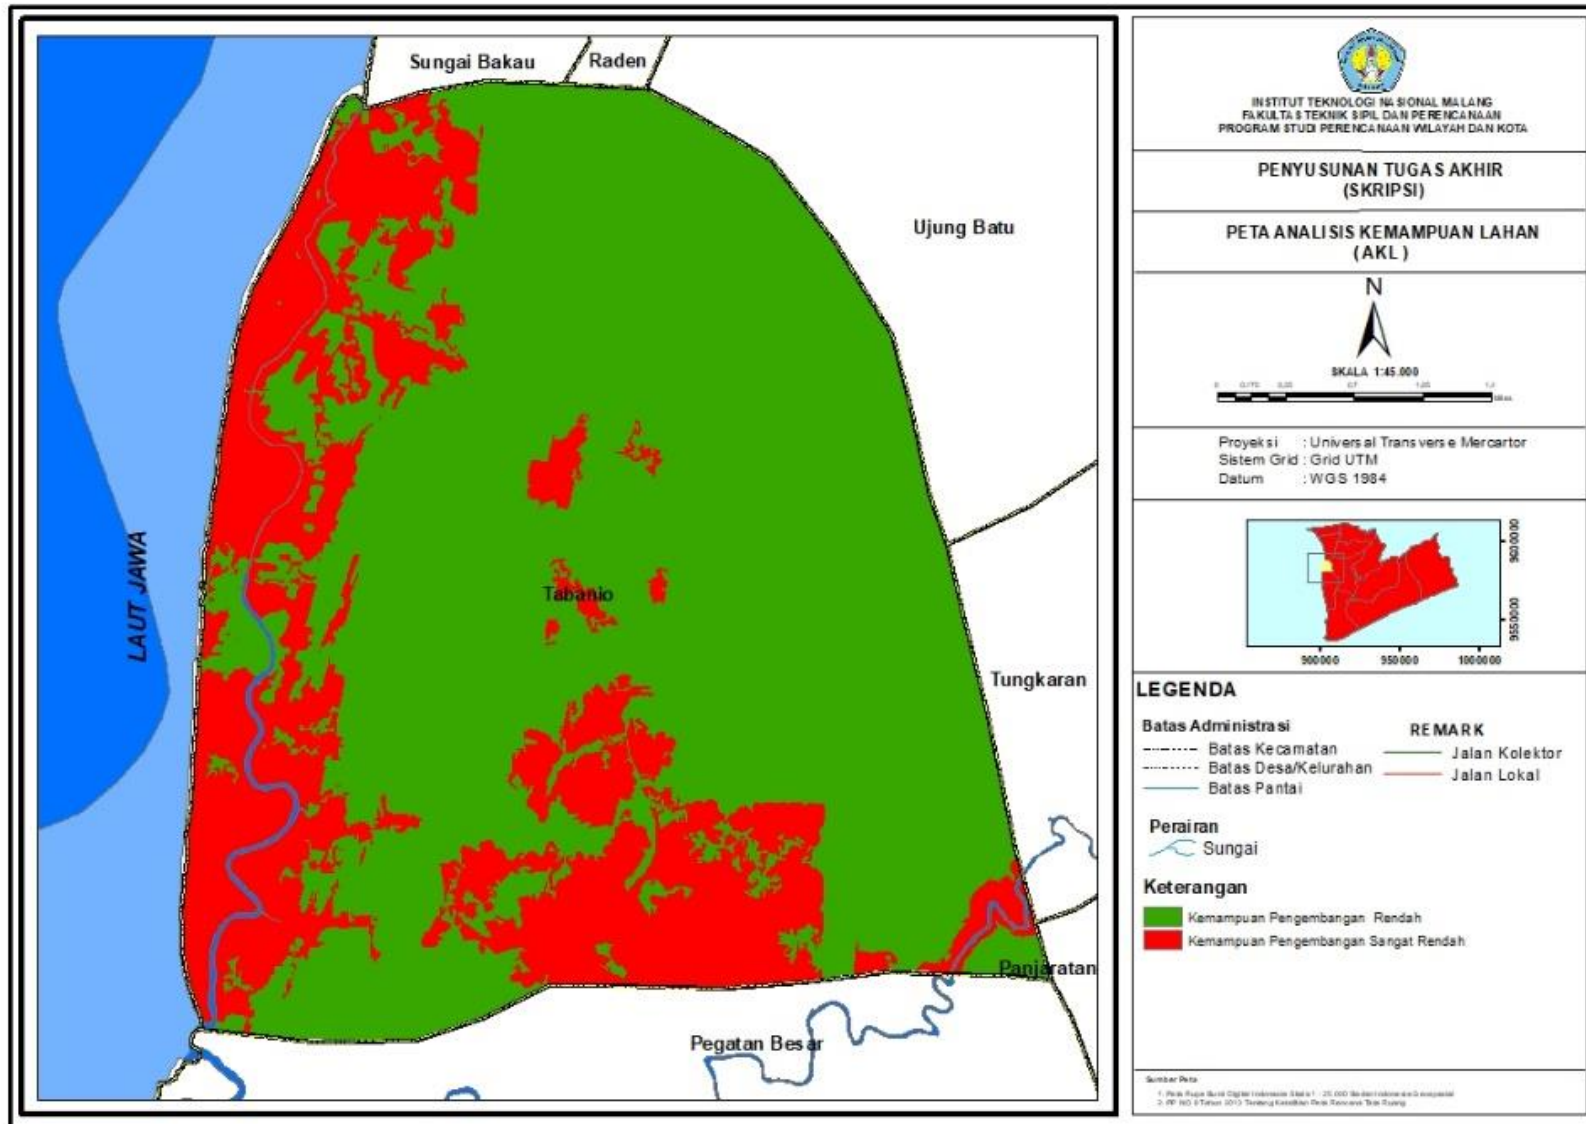 Sungai Bakau
Raden
Ujung Batu
LAUT JAWA
Tabanio
Tungkaran
Panjaratan
Pegatan Besar
INSTITUT TEKNOLOGI NASIONAL MALANG
FAKULTAS TEKNIK SIPIL DAN PERENCANAAN
PROGRAM STUDI PERENCANAAN WILAYAH DAN KOTA
PENYUSUNAN TUGAS AKHIR
(SKRIPSI)
PETA ANALISIS KEMAMPUAN LAHAN
(AKL)
N
SKALA 1:45.000
Proyeksi : Universal Transverse Mercartor
Sistem Grid : Grid UTM
Datum : WGS 1984
900000 950000 1000000
9600000
9550000
LEGENDA
Batas Administrasi
Batas Kecamatan
Batas Desa/Kelurahan
Batas Pantai
REMARK
Jalan Kolektor
Jalan Lokal
Perairan
Sungai
Keterangan
Kemampuan Pengembangan Rendah
Kemampuan Pengembangan Sangat Rendah
Sumber Peta